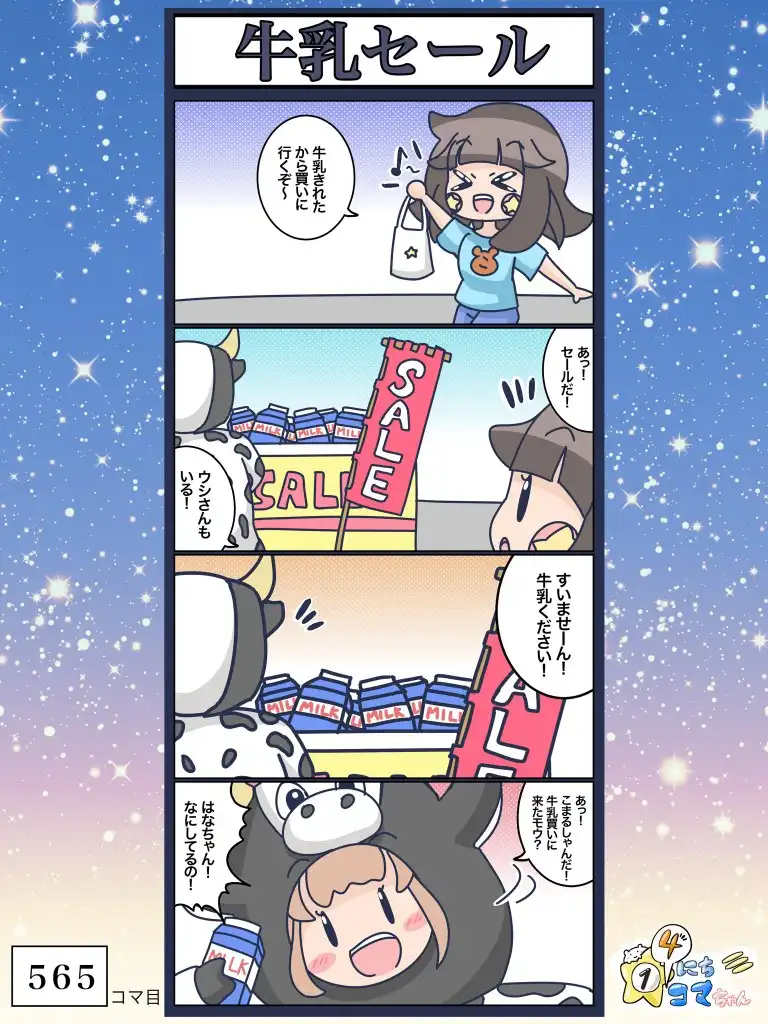 牛乳セール
牛乳きれた
から買いに
行くぞ〜
あっ！
セールだ！
SALE
MILK
MILK
MILK
MILK
SALE
ウシさんも
いる！
すいませーん！
牛乳ください！
MILK
MILK
MILK
ALE
あっ！
こまるしゃんだ！
牛乳買いに
来たモウ？
はなちゃん！
なにしてるの！
MILK
565
コマ目
1
4
にち
コマ
ちゃん